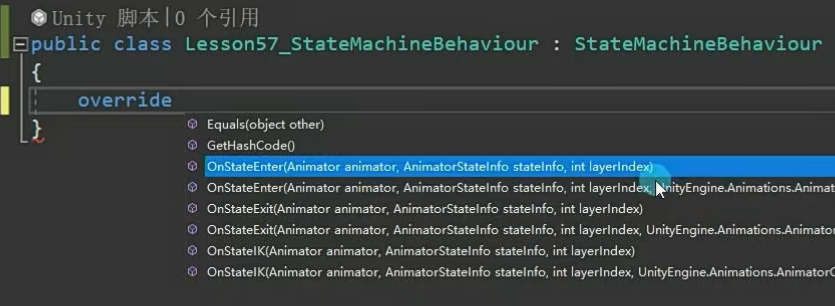 Unity 脚本|0 个引用
public class Lesson57_StateMachineBehaviour : StateMachineBehaviour
{
override
}
Equals(object other)
GetHashCode()
OnStateEnter(Animator animator, AnimatorStateInfo stateInfo, int layerIndex)
OnStateEnter(Animator animator, AnimatorStateInfo stateInfo, int layerIndex, UnityEngine.Animations.Animat
OnStateExit(Animator animator, AnimatorStateInfo stateInfo, int layerIndex)
OnStateExit(Animator animator, AnimatorStateInfo stateInfo, int layerIndex, UnityEngine.Animations.Animator
OnStateIK(Animator animator, AnimatorStateInfo stateInfo, int layerIndex)
OnStateIK(Animator animator, AnimatorStateInfo stateInfo, int layerIndex, UnityEngine.Animations.AnimatorC